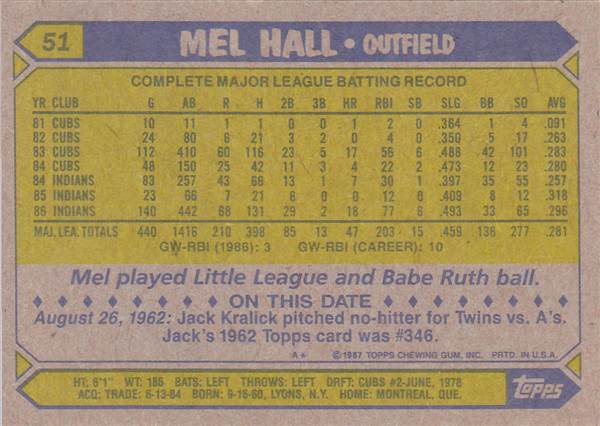 51 MEL HALL • OUTFIELD
COMPLETE MAJOR LEAGUE BATTING RECORD
YR CLUB G AB R H 2B 3B HR RBI SB SLG BB SO AVG
81 CUBS 10 11 1 1 0 0 1 2 0 .364 1 4 .091
82 CUBS 24 80 6 21 3 2 0 4 0 .350 5 17 .263
83 CUBS 112 410 60 116 23 5 17 56 6 .488 42 101 .283
84 CUBS 48 150 25 42 11 3 4 22 2 .473 12 23 .280
84 INDIANS 83 257 43 66 13 1 7 30 1 .397 35 55 .257
85 INDIANS 23 66 7 21 6 0 0 12 0 .409 8 12 .318
86 INDIANS 140 442 68 131 29 2 18 77 6 .493 33 65 .296
MAJ. LEA. TOTALS 440 1416 210 398 85 13 47 203 15 .459 136 277 .281
GW-RBI (1986): 3 GW-RBI (CAREER): 10
Mel played Little League and Babe Ruth ball.
ON THIS DATE
August 26, 1962: Jack Kralick pitched no-hitter for Twins vs. A's.
Jack's 1962 Topps card was #346.
A* © 1987 TOPPS CHEWING GUM, INC. PRTD. IN U.S.A.
HT: 6'1" WT: 185 BATS: LEFT THROWS: LEFT DRFT: CUBS #2-JUNE, 1978
ACQ: TRADE: 6-13-84 BORN: 9-16-60, LYONS, N.Y. HOME: MONTREAL, QUE.
Topps